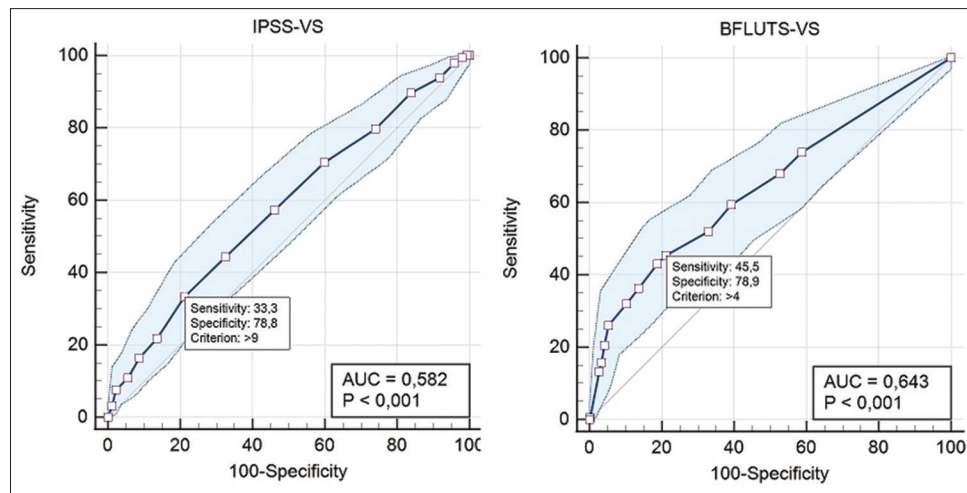 IPSS-VS
100
80
60
40
20
0
Sensitivity
Sensitivity: 33,3
Specificity: 78,8
Criterion: >9
AUC = 0,582
P < 0,001
0 20 40 60 80 100
100-Specificity
BFLUTS-VS
100
80
60
40
20
0
Sensitivity
Sensitivity: 45,5
Specificity: 78,9
Criterion: >4
AUC = 0,643
P < 0,001
0 20 40 60 80 100
100-Specificity